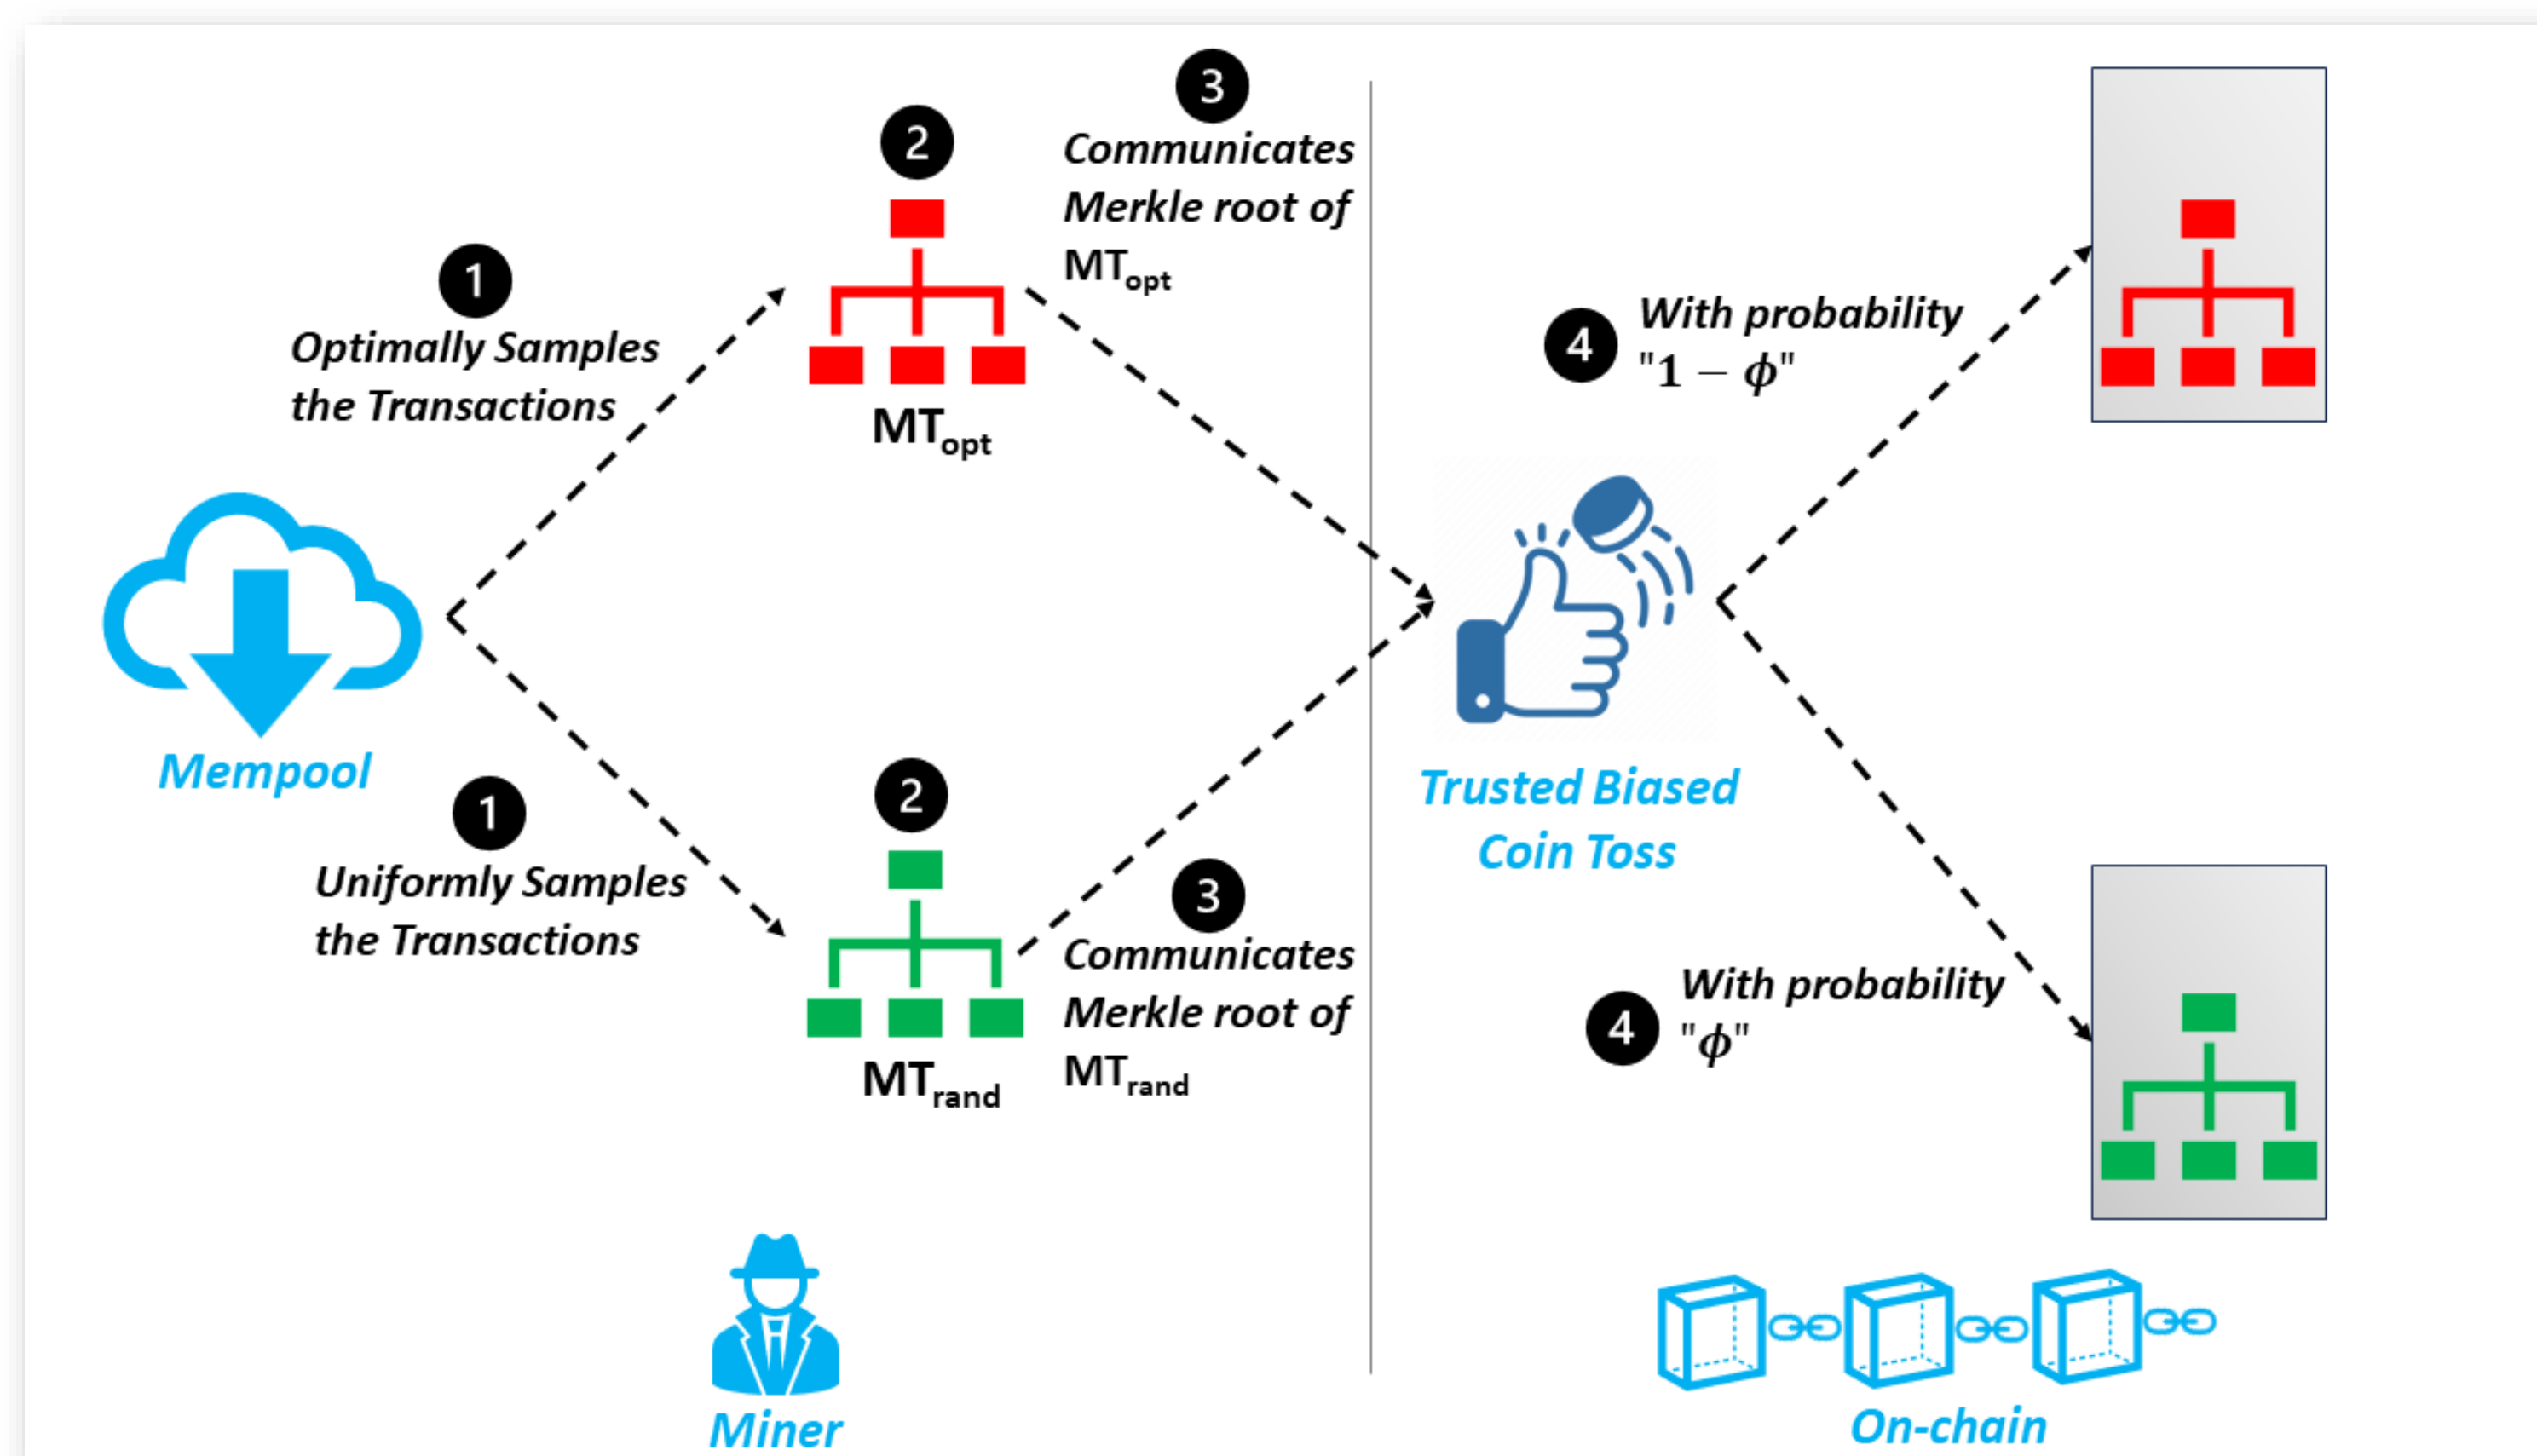 3
Communicates
Merkle root of
MTopt
2
1
Optimally Samples
the Transactions
MTopt
4
With probability
"1 − ϕ"
Mempool
Trusted Biased
Coin Toss
1
Uniformly Samples
the Transactions
2
MTrand
3
Communicates
Merkle root of
MTrand
4
With probability
"ϕ"
Miner
On-chain